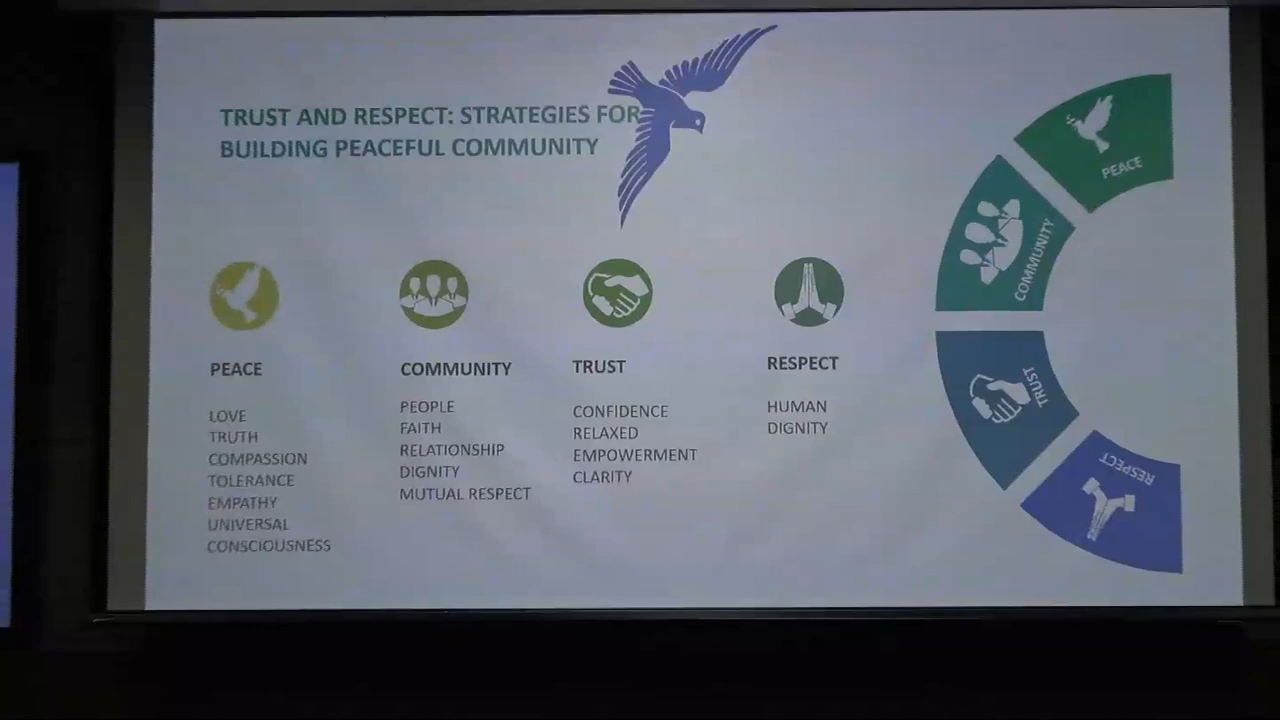 TRUST AND RESPECT: STRATEGIES FOR
BUILDING PEACEFUL COMMUNITY
PEACE
LOVE
TRUTH
COMPASSION
TOLERANCE
EMPATHY
UNIVERSAL
CONSCIOUSNESS
COMMUNITY
PEOPLE
FAITH
RELATIONSHIP
DIGNITY
MUTUAL RESPECT
TRUST
CONFIDENCE
RELAXED
EMPOWERMENT
CLARITY
RESPECT
HUMAN
DIGNITY
PEACE
COMMUNITY
TRUST
RESPECT